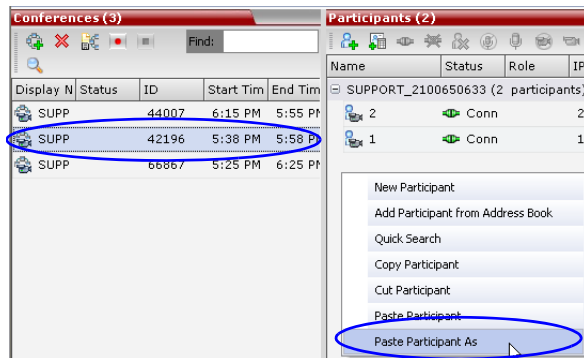 Conferences (3)
Find:
Display N Status ID Start Tim End Tim
SUPP 44007 6:15 PM 5:55 PM
SUPP 42196 5:38 PM 5:58 PM
SUPP 66867 5:25 PM 6:25 PM
Participants (2)
Name Status Role IP
SUPPORT_2100650633 (2 participants)
2 Conn 2
1 Conn 1
New Participant
Add Participant from Address Book
Quick Search
Copy Participant
Cut Participant
Paste Participant
Paste Participant As